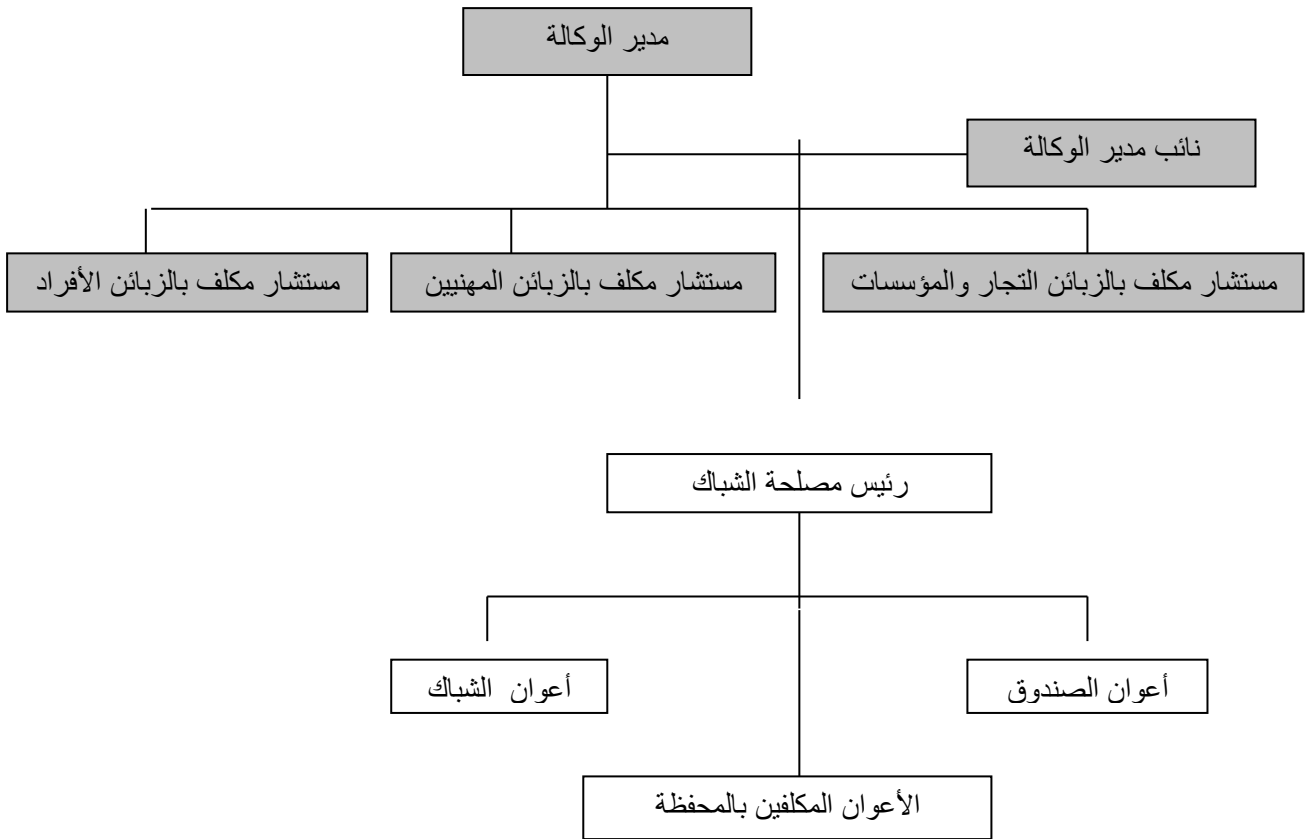 مدير الوكالة
نائب مدير الوكالة
مستشار مكلف بالزبائن التجار والمؤسسات
مستشار مكلف بالزبائن المهنيين
مستشار مكلف بالزبائن الأفراد
رئيس مصلحة الشباك
أعوان الصندوق
أعوان الشباك
الأعوان المكلفين بالمحفظة